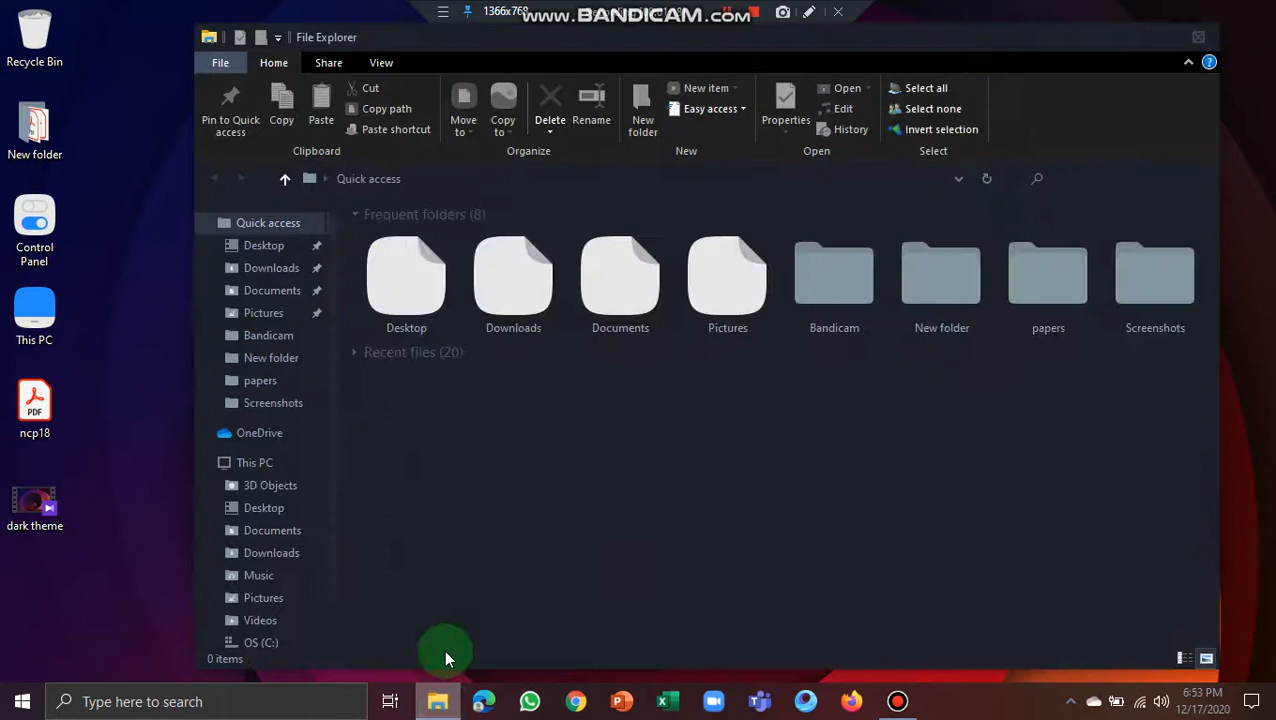 1366x768
www.BANDICAM.com
Recycle Bin
File Explorer
File
Home
Share
View
Pin to Quick
access
Copy
Paste
Cut
Copy path
Paste shortcut
Clipboard
Move
to
Copy
to
Delete
Rename
Organize
New
folder
New item
Easy access
New
Properties
Open
Edit
History
Open
Select all
Select none
Invert selection
Select
New folder
Control
Panel
This PC
PDF
ncp18
dark theme
Quick access
Quick access
Desktop
Downloads
Documents
Pictures
Bandicam
New folder
papers
Screenshots
OneDrive
This PC
3D Objects
Desktop
Documents
Downloads
Music
Pictures
Videos
OS (C:)
Frequent folders (8)
Desktop
Downloads
Documents
Pictures
Bandicam
New folder
papers
Screenshots
Recent files (20)
0 items
Type here to search
6:53 PM
12/17/2020